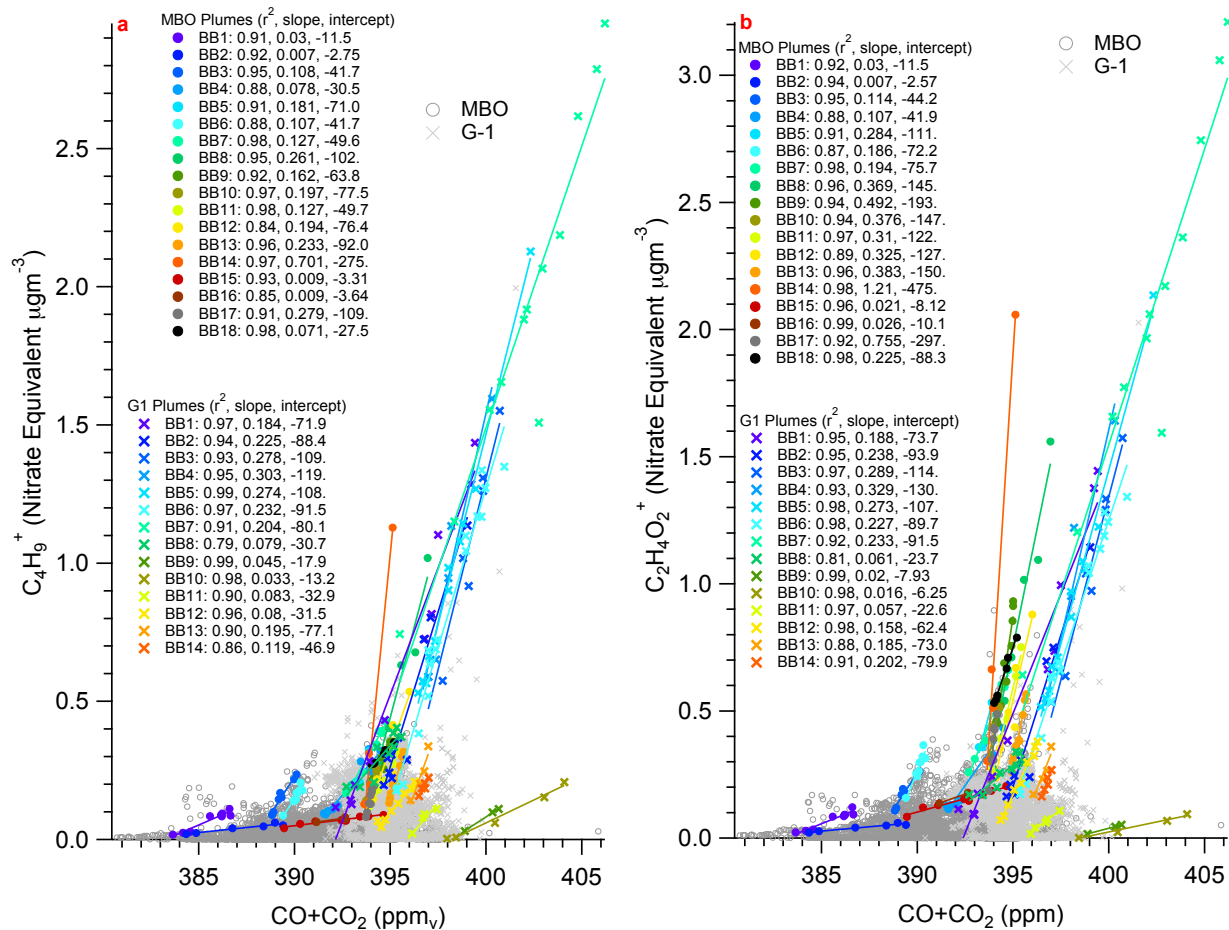 a
MBO Plumes (r², slope, intercept)
BB1: 0.91, 0.03, -11.5
BB2: 0.92, 0.007, -2.75
BB3: 0.95, 0.108, -41.7
BB4: 0.88, 0.078, -30.5
BB5: 0.91, 0.181, -71.0
BB6: 0.88, 0.107, -41.7
BB7: 0.98, 0.127, -49.6
BB8: 0.95, 0.261, -102.
BB9: 0.92, 0.162, -63.8
BB10: 0.97, 0.197, -77.5
BB11: 0.98, 0.127, -49.7
BB12: 0.84, 0.194, -76.4
BB13: 0.96, 0.233, -92.0
BB14: 0.97, 0.701, -275.
BB15: 0.93, 0.009, -3.31
BB16: 0.85, 0.009, -3.64
BB17: 0.91, 0.279, -109.
BB18: 0.98, 0.071, -27.5
MBO
G-1
G1 Plumes (r², slope, intercept)
BB1: 0.97, 0.184, -71.9
BB2: 0.94, 0.225, -88.4
BB3: 0.93, 0.278, -109.
BB4: 0.95, 0.303, -119.
BB5: 0.99, 0.274, -108.
BB6: 0.97, 0.232, -91.5
BB7: 0.91, 0.204, -80.1
BB8: 0.79, 0.079, -30.7
BB9: 0.99, 0.045, -17.9
BB10: 0.98, 0.033, -13.2
BB11: 0.90, 0.083, -32.9
BB12: 0.96, 0.08, -31.5
BB13: 0.90, 0.195, -77.1
BB14: 0.86, 0.119, -46.9
C₄H₉⁺ (Nitrate Equivalent µgm⁻³)
2.5
2.0
1.5
1.0
0.5
0.0
385 390 395 400 405
CO+CO₂ (ppmᵥ)
b
MBO Plumes (r², slope, intercept)
BB1: 0.92, 0.03, -11.5
BB2: 0.94, 0.007, -2.57
BB3: 0.95, 0.114, -44.2
BB4: 0.88, 0.107, -41.9
BB5: 0.91, 0.284, -111.
BB6: 0.87, 0.186, -72.2
BB7: 0.98, 0.194, -75.7
BB8: 0.96, 0.369, -145.
BB9: 0.94, 0.492, -193.
BB10: 0.94, 0.376, -147.
BB11: 0.97, 0.31, -122.
BB12: 0.89, 0.325, -127.
BB13: 0.96, 0.383, -150.
BB14: 0.98, 1.21, -475.
BB15: 0.96, 0.021, -8.12
BB16: 0.99, 0.026, -10.1
BB17: 0.92, 0.755, -297.
BB18: 0.98, 0.225, -88.3
MBO
G-1
G1 Plumes (r², slope, intercept)
BB1: 0.95, 0.188, -73.7
BB2: 0.95, 0.238, -93.9
BB3: 0.97, 0.289, -114.
BB4: 0.93, 0.329, -130.
BB5: 0.98, 0.273, -107.
BB6: 0.98, 0.227, -89.7
BB7: 0.92, 0.233, -91.5
BB8: 0.81, 0.061, -23.7
BB9: 0.99, 0.02, -7.93
BB10: 0.98, 0.016, -6.25
BB11: 0.97, 0.057, -22.6
BB12: 0.98, 0.158, -62.4
BB13: 0.88, 0.185, -73.0
BB14: 0.91, 0.202, -79.9
C₂H₄O₂⁺ (Nitrate Equivalent µgm⁻³)
3.0
2.5
2.0
1.5
1.0
0.5
0.0
385 390 395 400 405
CO+CO₂ (ppm)